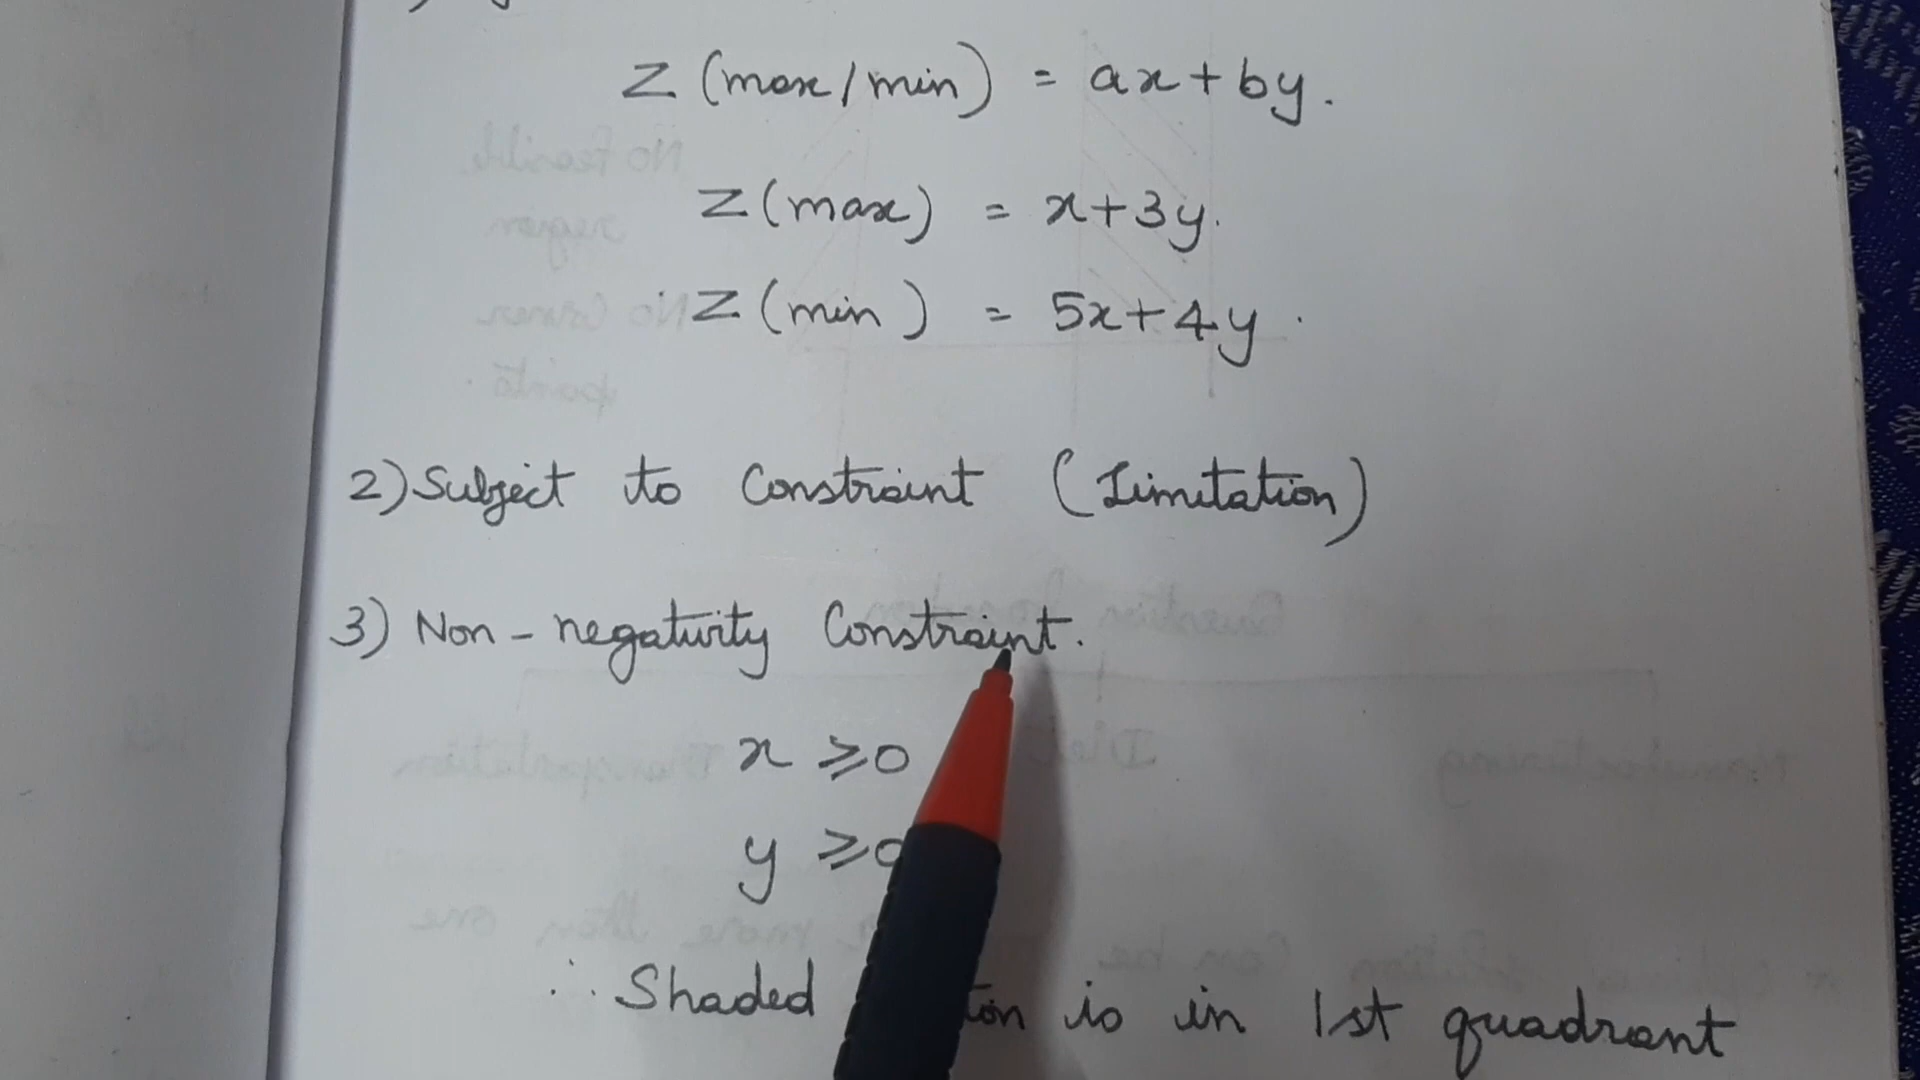 Z (max/min) = ax + by.
Z (max) = x + 3y.
Z (min) = 5x + 4y.
2) Subject to Constraint (Limitation)
3) Non-negativity Constraint.
x ≥ 0
y ≥ 0
∴ Shaded is in 1st quadrant